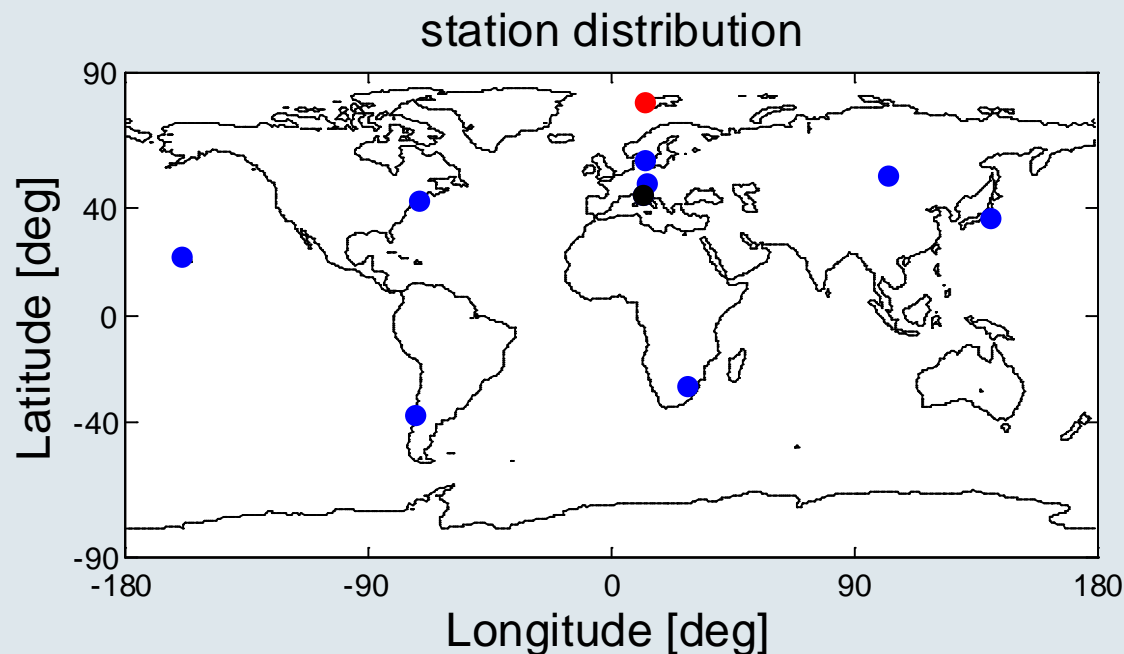 station distribution
90
40
0
-40
-90
-180 -90 0 90 180
Latitude [deg]
Longitude [deg]